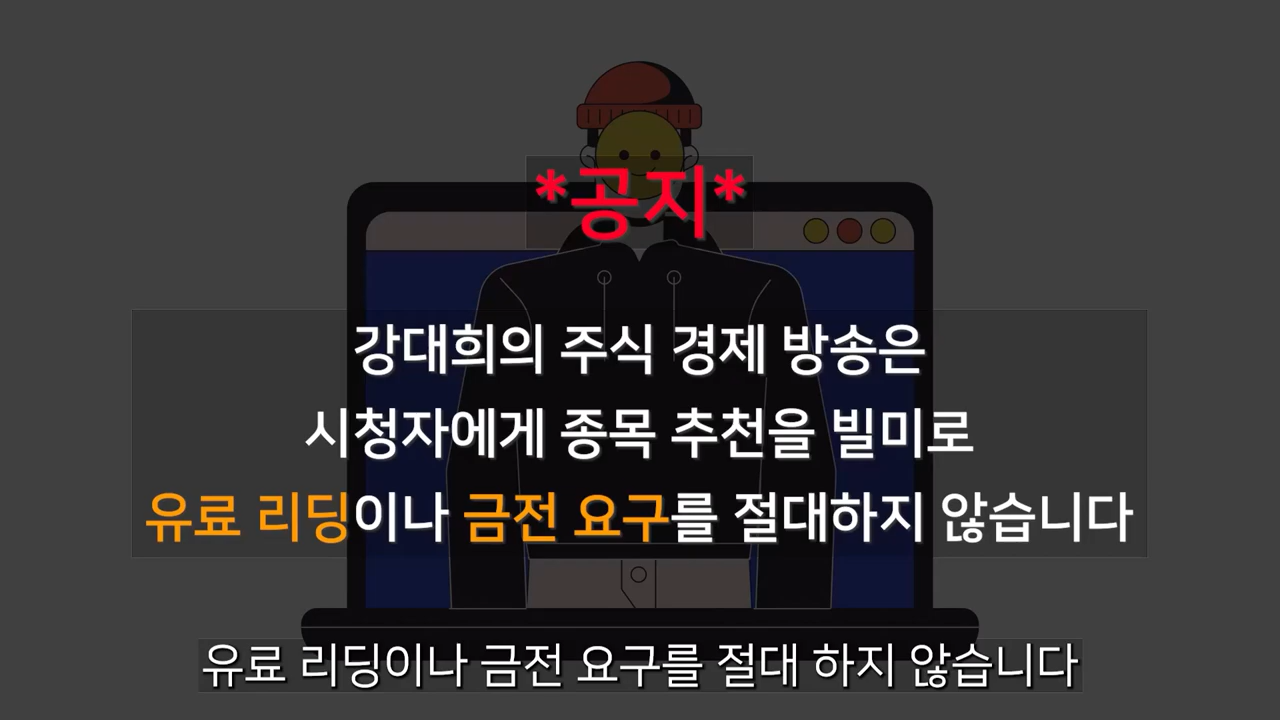 *공지*
강대희의 주식 경제 방송은
시청자에게 종목 추천을 빌미로
유료 리딩이나 금전 요구를 절대하지 않습니다
유료 리딩이나 금전 요구를 절대 하지 않습니다